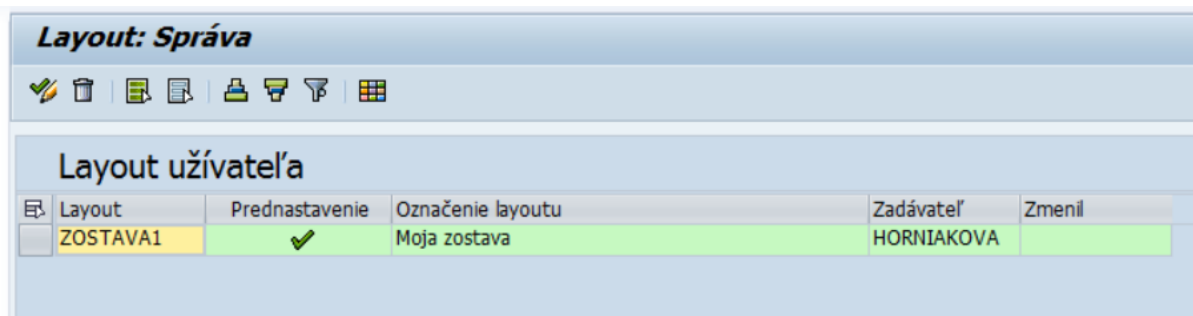 Layout: Správa
Layout užívateľa
Layout Prednastavenie Označenie layoutu Zadávateľ Zmenil
ZOSTAVA1 Moja zostava HORNIAKOVA